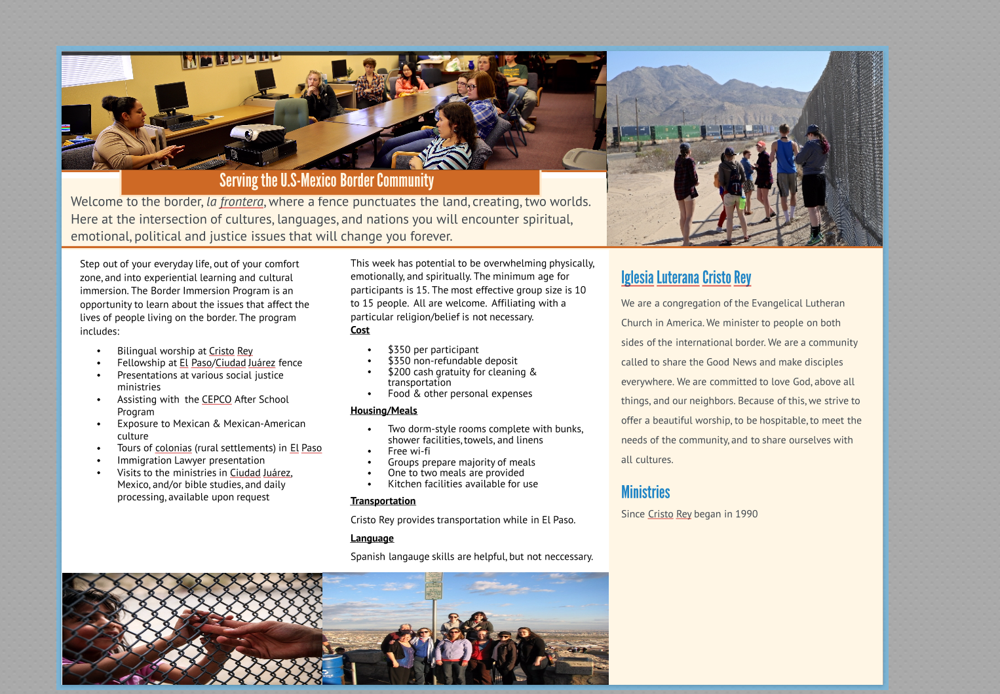 Serving the U.S-Mexico Border Community
Welcome to the border, la frontera, where a fence punctuates the land, creating, two worlds.
Here at the intersection of cultures, languages, and nations you will encounter spiritual,
emotional, political and justice issues that will change you forever.
Step out of your everyday life, out of your comfort
zone, and into experiential learning and cultural
immersion. The Border Immersion Program is an
opportunity to learn about the issues that affect the
lives of people living on the border. The program
includes:
• Bilingual worship at Cristo Rey
• Fellowship at El Paso/Ciudad Juárez fence
• Presentations at various social justice
ministries
• Assisting with the CEPCO After School
Program
• Exposure to Mexican & Mexican-American
culture
• Tours of colonias (rural settlements) in El Paso
• Immigration Lawyer presentation
• Visits to the ministries in Ciudad Juárez,
Mexico, and/or bible studies, and daily
processing, available upon request
This week has potential to be overwhelming physically,
emotionally, and spiritually. The minimum age for
participants is 15. The most effective group size is 10
to 15 people. All are welcome. Affiliating with a
particular religion/belief is not necessary.
Cost
• $350 per participant
• $350 non-refundable deposit
• $200 cash gratuity for cleaning &
transportation
• Food & other personal expenses
Housing/Meals
• Two dorm-style rooms complete with bunks,
shower facilities, towels, and linens
• Free wi-fi
• Groups prepare majority of meals
• One to two meals are provided
• Kitchen facilities available for use
Transportation
Cristo Rey provides transportation while in El Paso.
Language
Spanish langauge skills are helpful, but not neccessary.
Iglesia Luterana Cristo Rey
We are a congregation of the Evangelical Lutheran
Church in America. We minister to people on both
sides of the international border. We are a community
called to share the Good News and make disciples
everywhere. We are committed to love God, above all
things, and our neighbors. Because of this, we strive to
offer a beautiful worship, to be hospitable, to meet the
needs of the community, and to share ourselves with
all cultures.
Ministries
Since Cristo Rey began in 1990